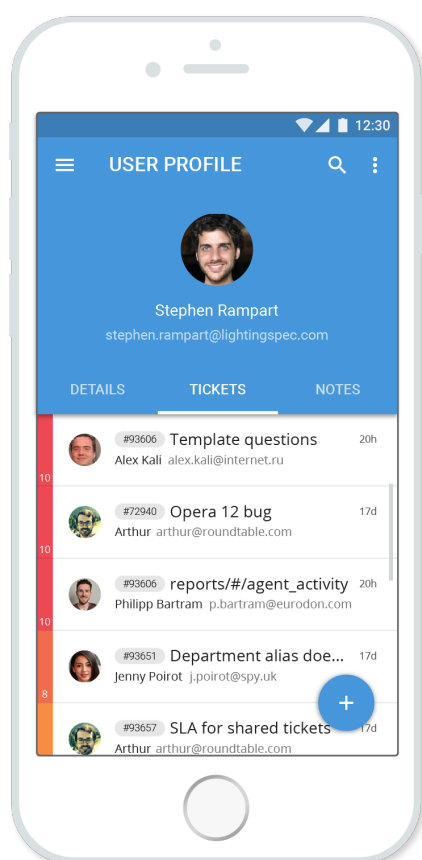 12:30
USER PROFILE
Stephen Rampart
stephen.rampart@lightingspec.com
DETAILS TICKETS NOTES
#93606 Template questions 20h
Alex Kali alex.kali@internet.ru
10
#72940 Opera 12 bug 17d
Arthur arthur@roundtable.com
10
#93606 reports/#/agent_activity 20h
Philipp Bartram p.bartram@eurodon.com
10
#93651 Department alias doe... 17d
Jenny Poirot j.poirot@spy.uk
8
#93657 SLA for shared tickets 17d
Arthur arthur@roundtable.com